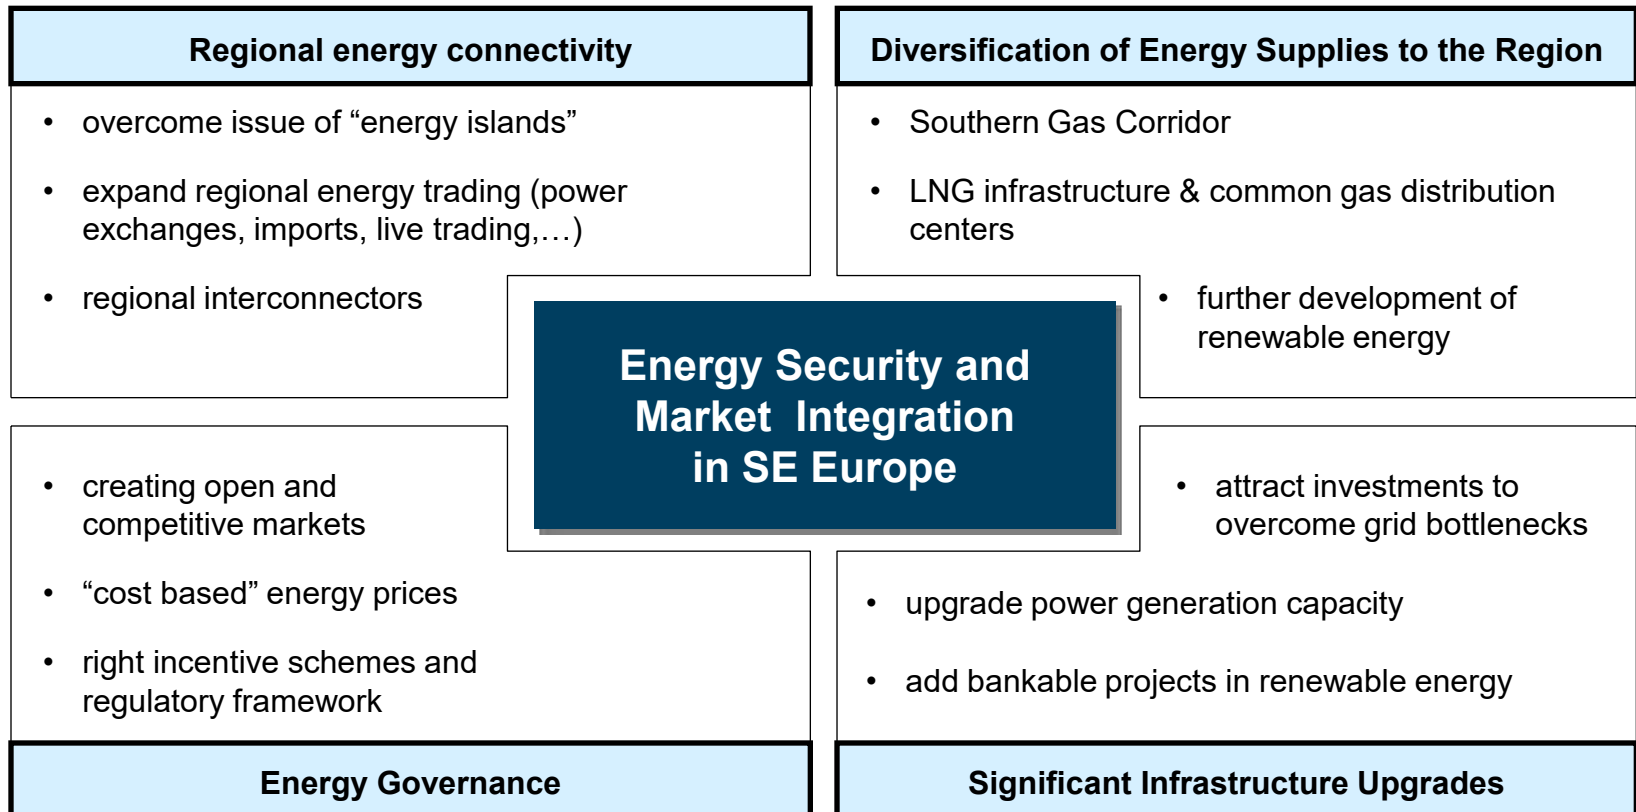 Regional energy connectivity
• overcome issue of “energy islands”
• expand regional energy trading (power
exchanges, imports, live trading,…)
• regional interconnectors
Diversification of Energy Supplies to the Region
• Southern Gas Corridor
• LNG infrastructure & common gas distribution
centers
• further development of
renewable energy
Energy Security and
Market Integration
in SE Europe
• creating open and
competitive markets
• “cost based” energy prices
• right incentive schemes and
regulatory framework
Energy Governance
• attract investments to
overcome grid bottlenecks
• upgrade power generation capacity
• add bankable projects in renewable energy
Significant Infrastructure Upgrades